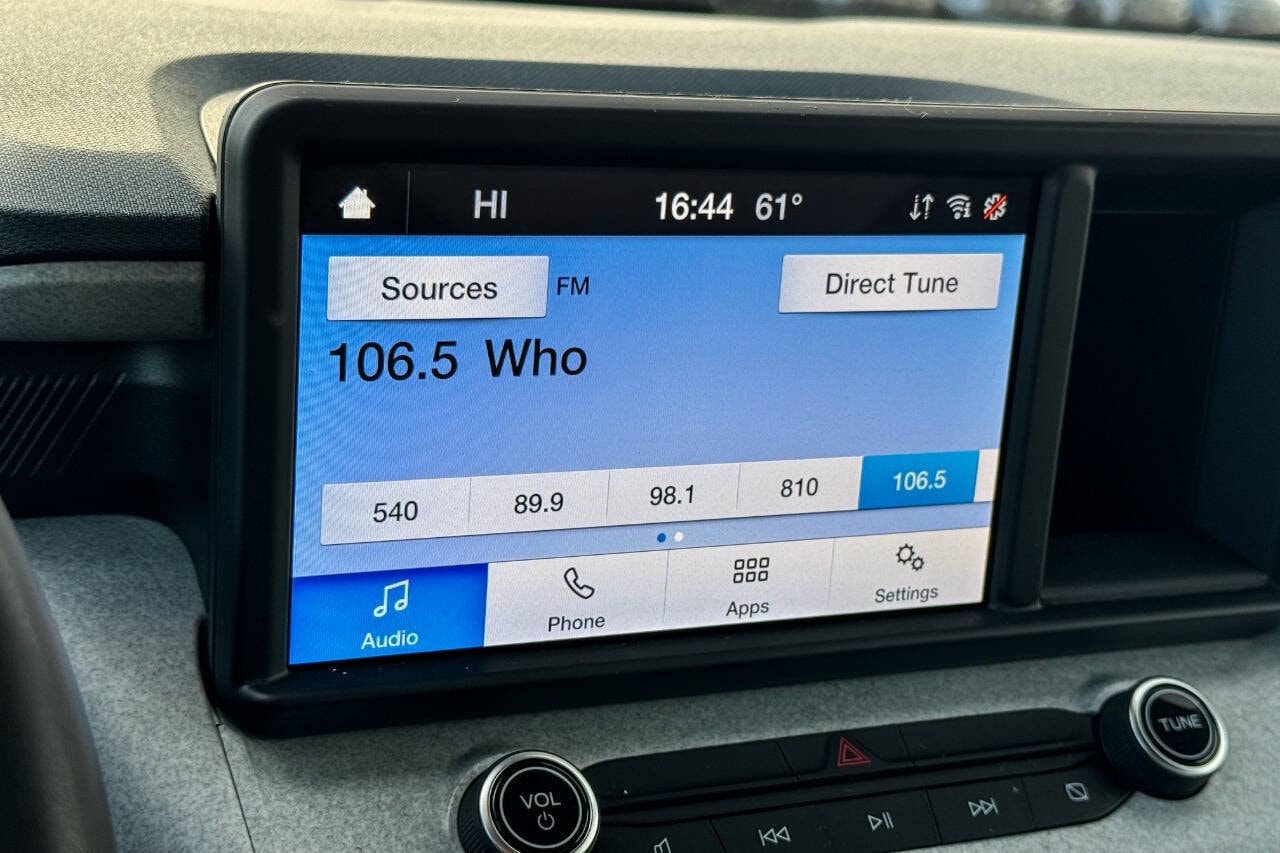 HI 16:44 61°
Sources FM Direct Tune
106.5 Who
540 89.9 98.1 810 106.5
Audio Phone Apps Settings
VOL TUNE